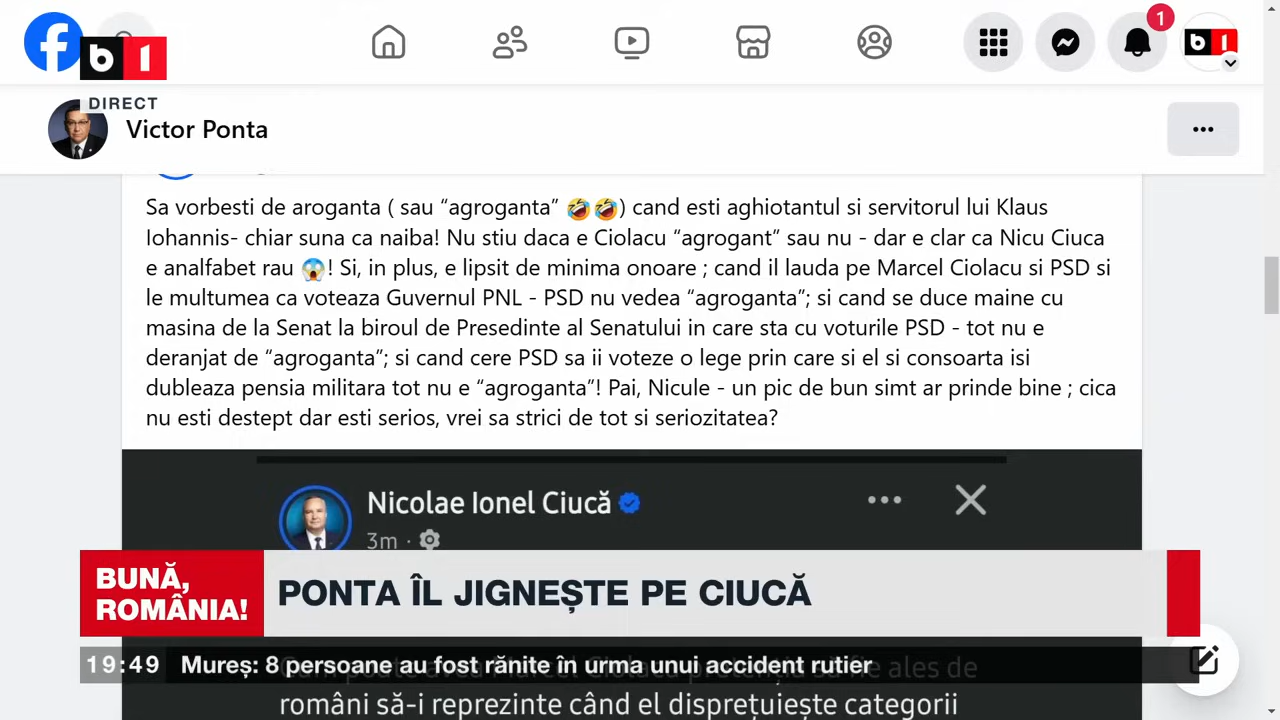 b1
1
b1
DIRECT
Victor Ponta
Sa vorbesti de aroganta ( sau “agroganta” 🤣🤣) cand esti aghiotantul si servitorul lui Klaus
Iohannis- chiar suna ca naiba! Nu stiu daca e Ciolacu “agrogant” sau nu - dar e clar ca Nicu Ciuca
e analfabet rau 😱! Si, in plus, e lipsit de minima onoare ; cand il lauda pe Marcel Ciolacu si PSD si
le multumea ca voteaza Guvernul PNL - PSD nu vedea “agroganta”; si cand se duce maine cu
masina de la Senat la biroul de Presedinte al Senatului in care sta cu voturile PSD - tot nu e
deranjat de “agroganta”; si cand cere PSD sa ii voteze o lege prin care si el si consoarta isi
dubleaza pensia militara tot nu e “agroganta”! Pai, Nicule - un pic de bun simt ar prinde bine ; cica
nu esti destept dar esti serios, vrei sa strici de tot si seriozitatea?
Nicolae Ionel Ciucă
3m ·
BUNĂ,
ROMÂNIA!
PONTA ÎL JIGNEȘTE PE CIUCĂ
19:49 Mureș: 8 persoane au fost rănite în urma unui accident rutier
fie ales de
români să-i reprezinte când el disprețuiește categorii